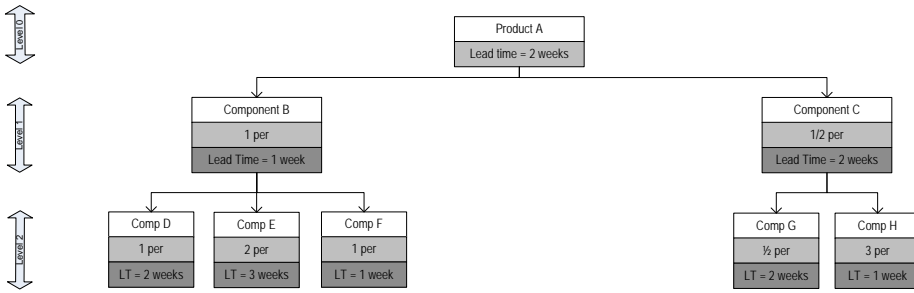 Level 0
Product A
Lead time = 2 weeks
Level 1
Component B
1 per
Lead Time = 1 week
Component C
1/2 per
Lead Time = 2 weeks
Level 2
Comp D
1 per
LT = 2 weeks
Comp E
2 per
LT = 3 weeks
Comp F
1 per
LT = 1 week
Comp G
½ per
LT = 2 weeks
Comp H
3 per
LT = 1 week